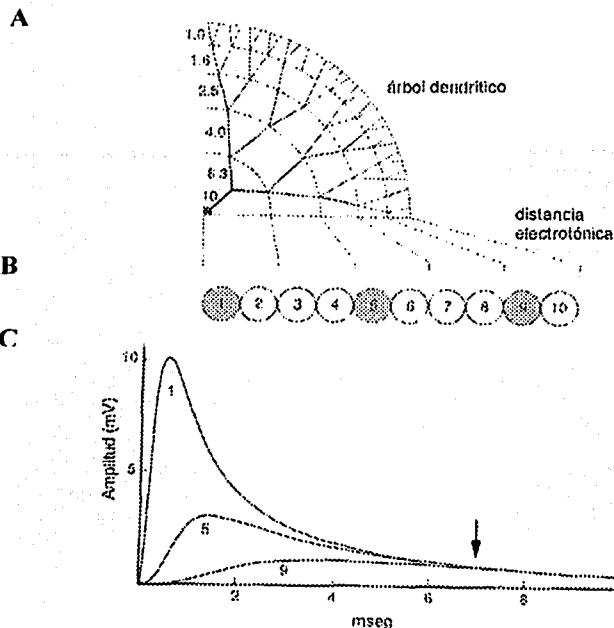 A
1.0
1.6
2.5
4.0
6.3
10
árbol dendrítico
distancia
electrotónica
B
1 2 3 4 5 6 7 8 9 10
C
10
5
Amplitud (mV)
1
5
9
2 4 6 8
mseg